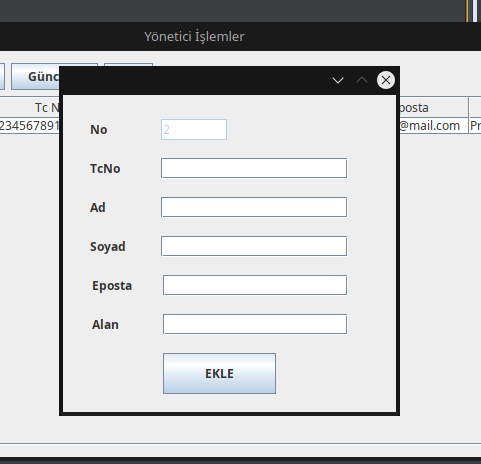 Yönetici İşlemler
Günc
Tc N
posta
234567891
@mail.com
Pr
No
2
TcNo
Ad
Soyad
Eposta
Alan
EKLE